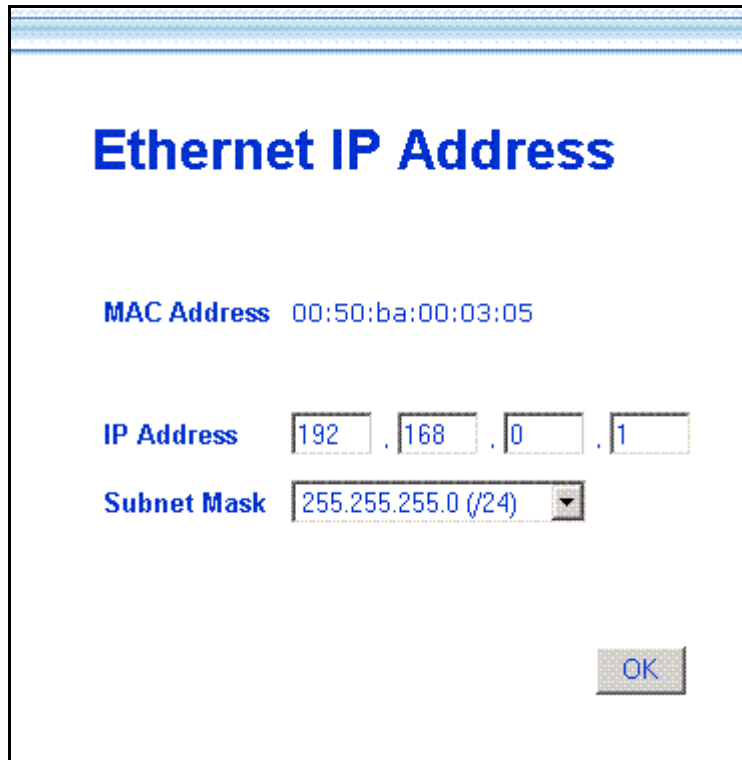 Ethernet IP Address
MAC Address 00:50:ba:00:03:05
IP Address 192 . 168 . 0 . 1
Subnet Mask 255.255.255.0 (/24)
OK